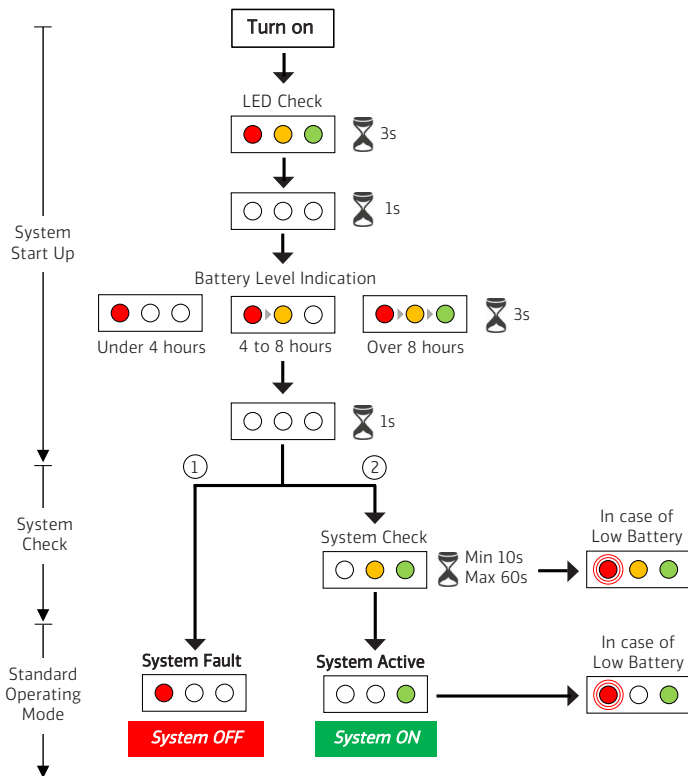 Turn on
LED Check
3s
1s
System
Start Up
Battery Level Indication
3s
Under 4 hours
4 to 8 hours
Over 8 hours
1s
1
2
System
Check
System Check
Min 10s
Max 60s
In case of
Low Battery
Standard
Operating
Mode
System Fault
System OFF
System Active
System ON
In case of
Low Battery